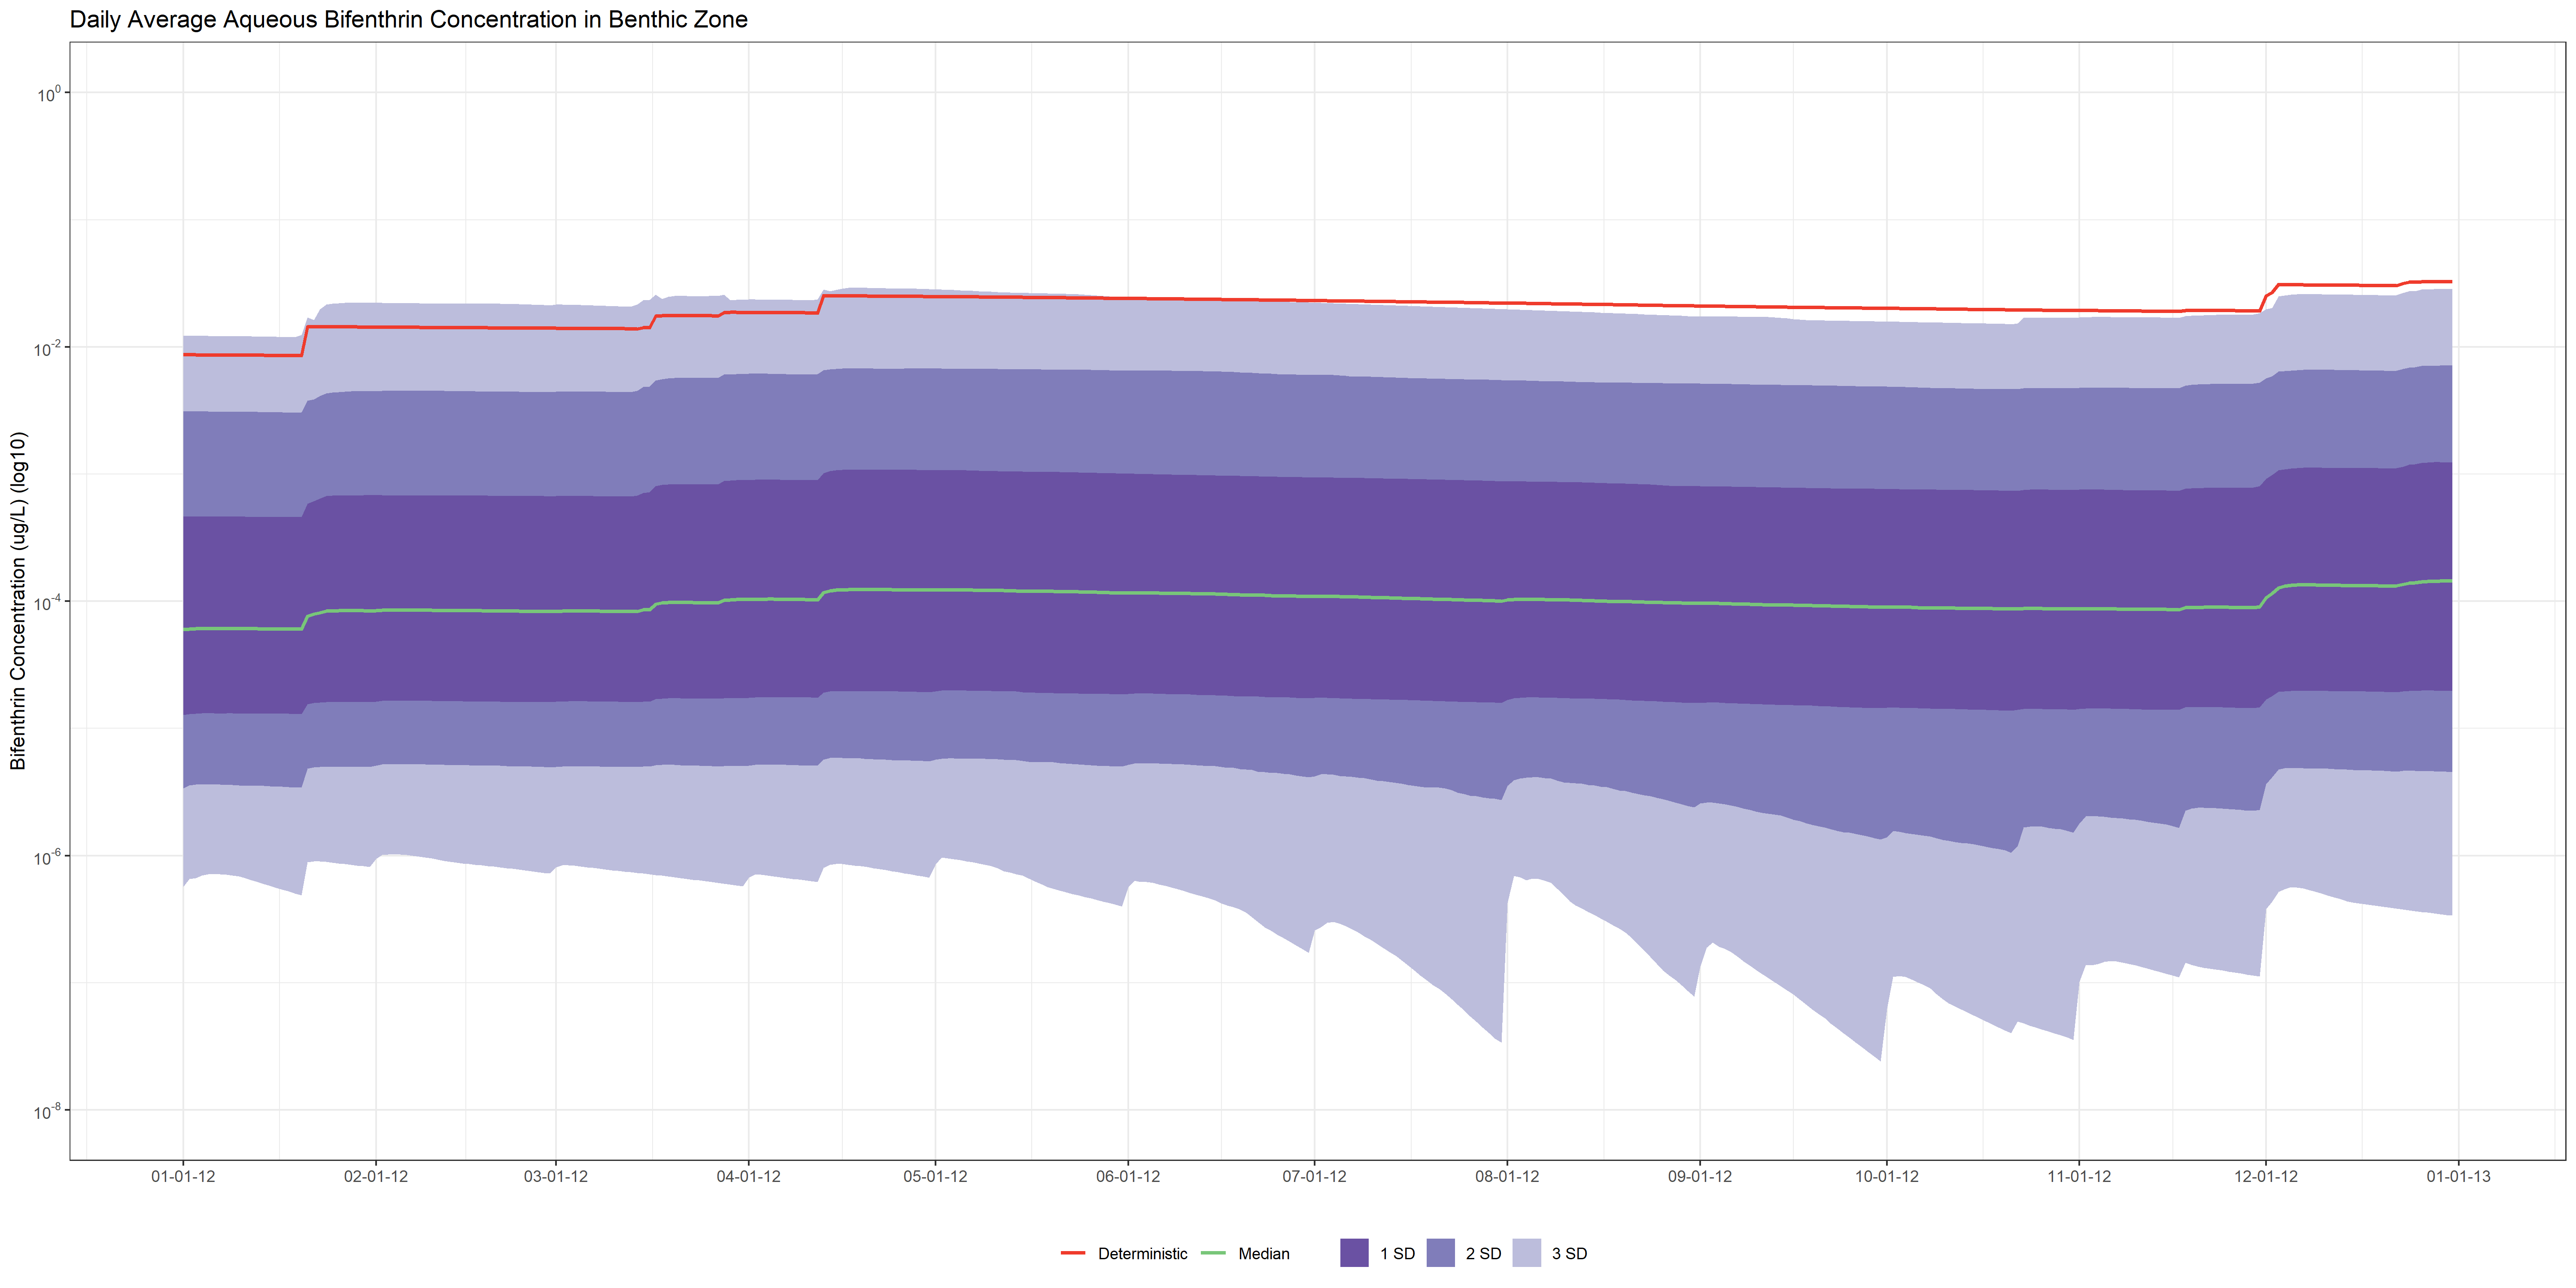 Daily Average Aqueous Bifenthrin Concentration in Benthic Zone
Bifenthrin Concentration (ug/L) (log10)
10^0
10^-2
10^-4
10^-6
10^-8
01-01-12 02-01-12 03-01-12 04-01-12 05-01-12 06-01-12 07-01-12 08-01-12 09-01-12 10-01-12 11-01-12 12-01-12 01-01-13
Deterministic Median 1 SD 2 SD 3 SD